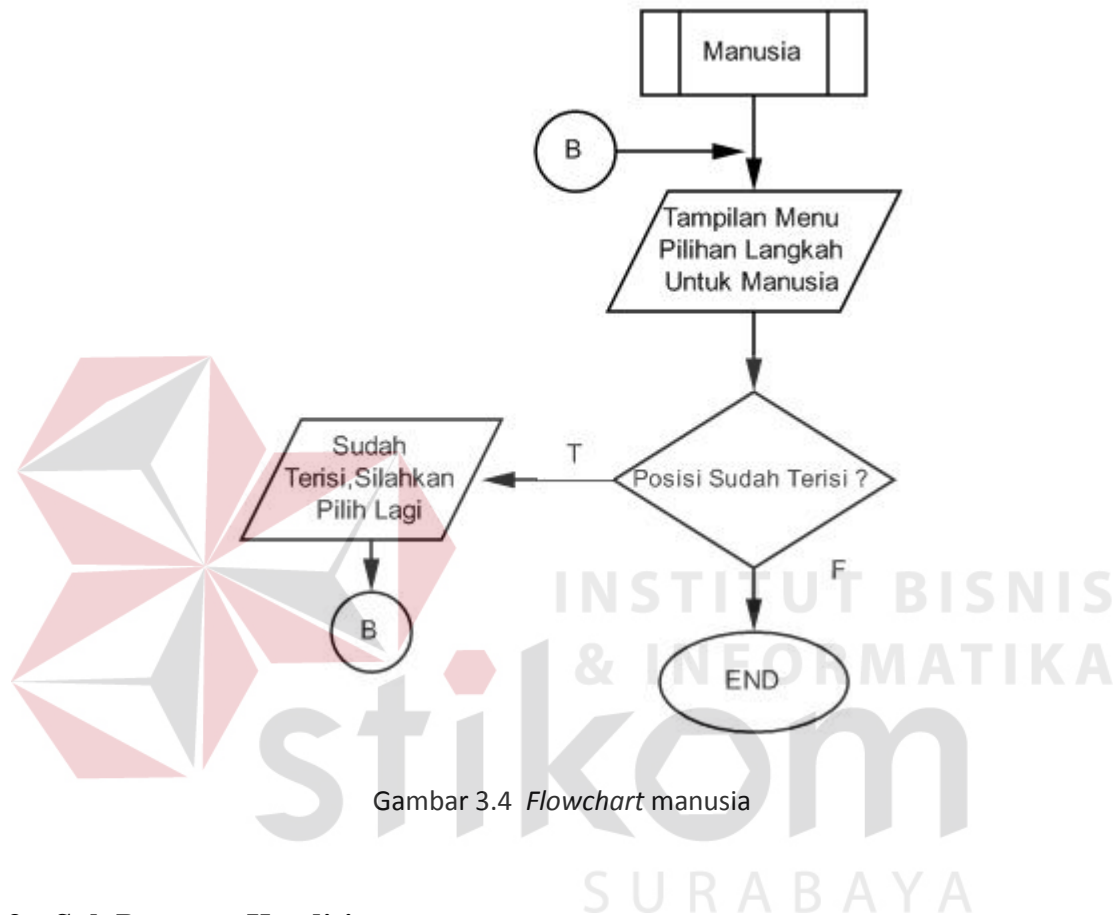 Manusia
B
Tampilan Menu
Pilihan Langkah
Untuk Manusia
Posisi Sudah Terisi ?
T
Sudah
Terisi,Silahkan
Pilih Lagi
B
F
END
INSTITUT BISNIS
& INFORMATIKA
stikom
SURABAYA
Gambar 3.4 Flowchart manusia